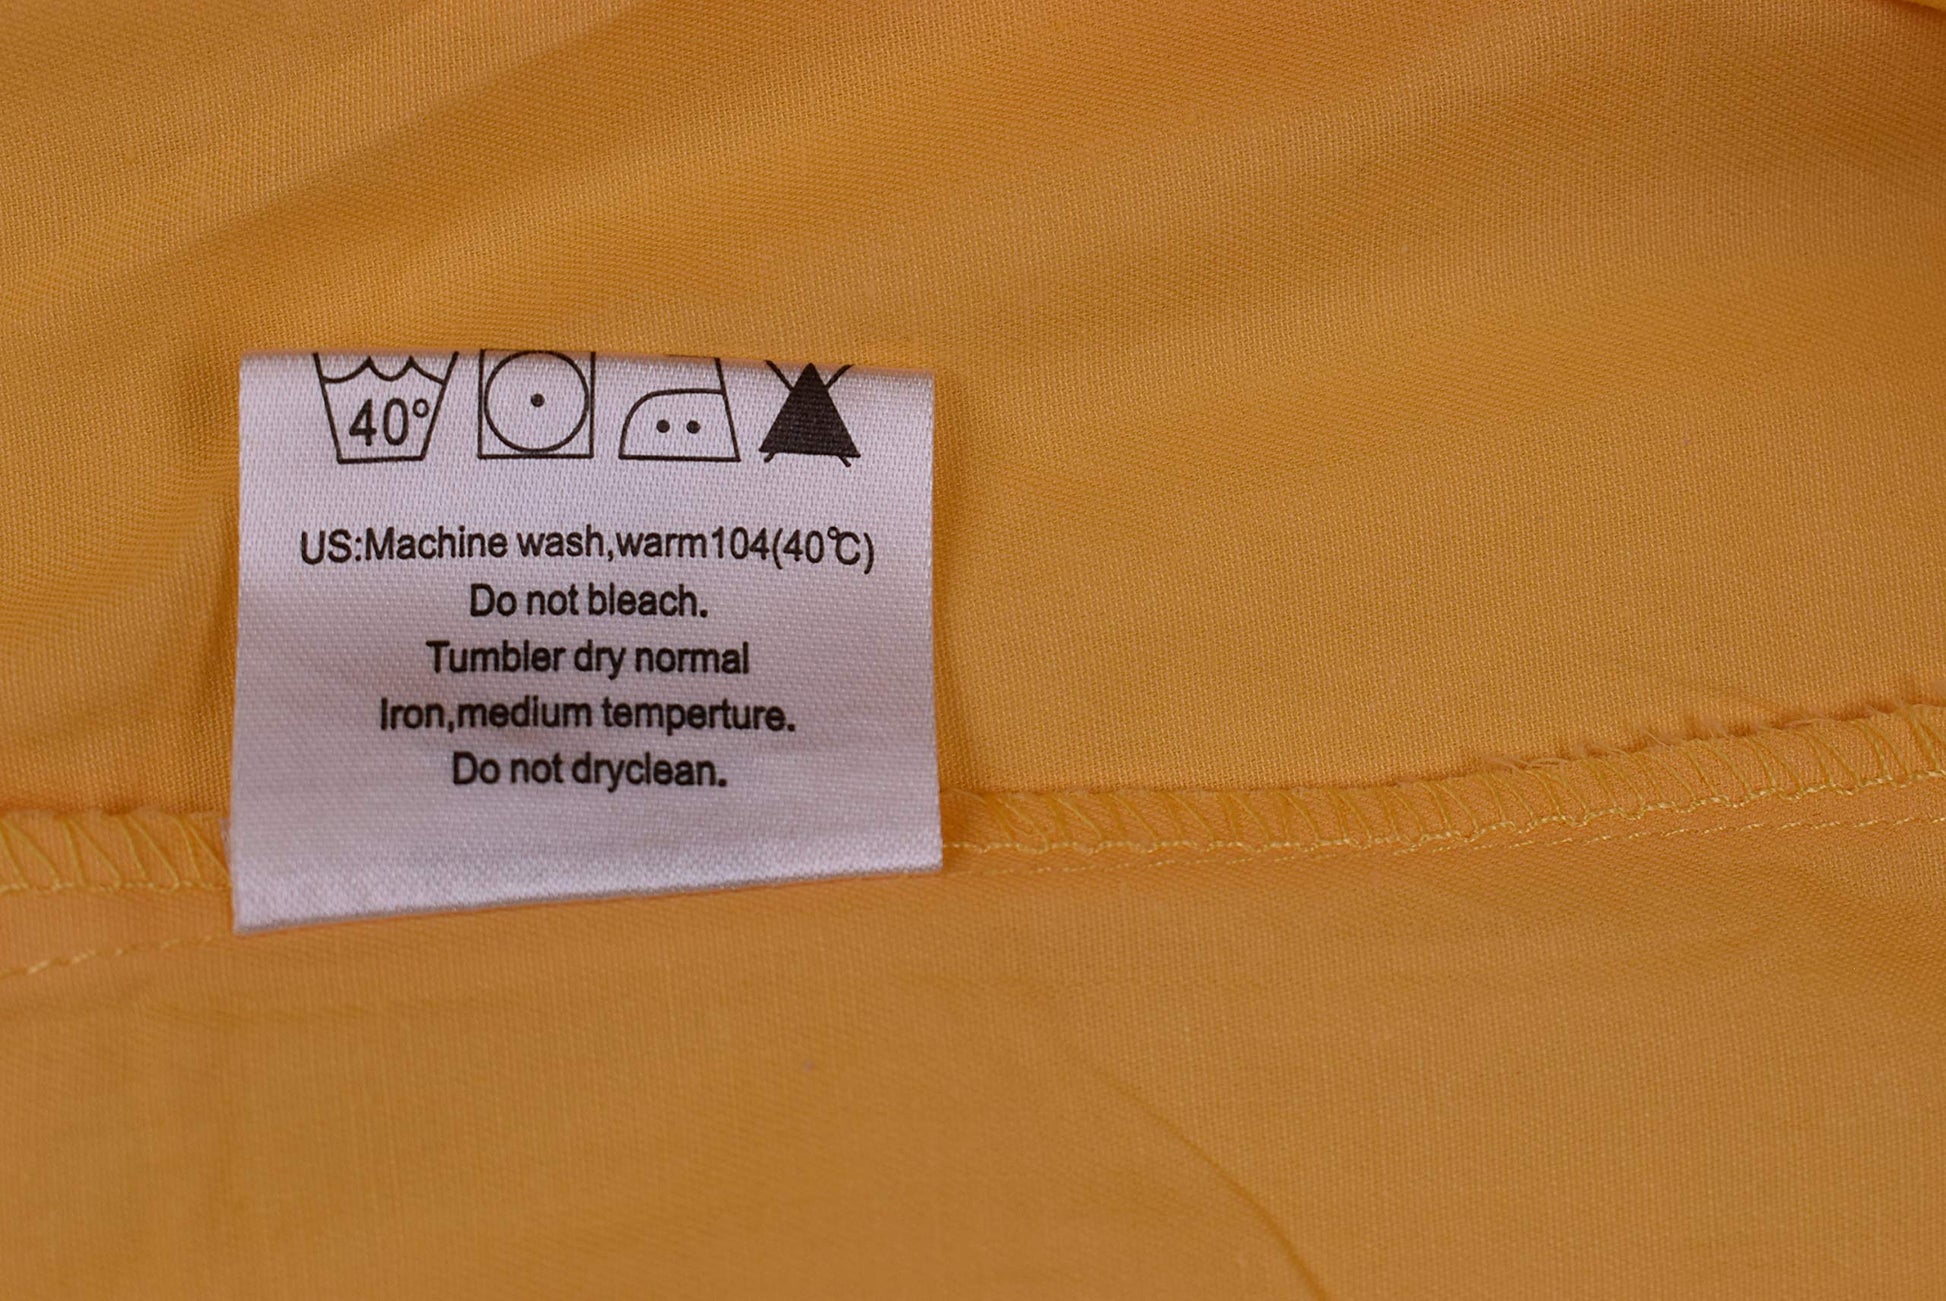 40°
US:Machine wash,warm104(40℃)
Do not bleach.
Tumbler dry normal
Iron,medium temperture.
Do not dryclean.